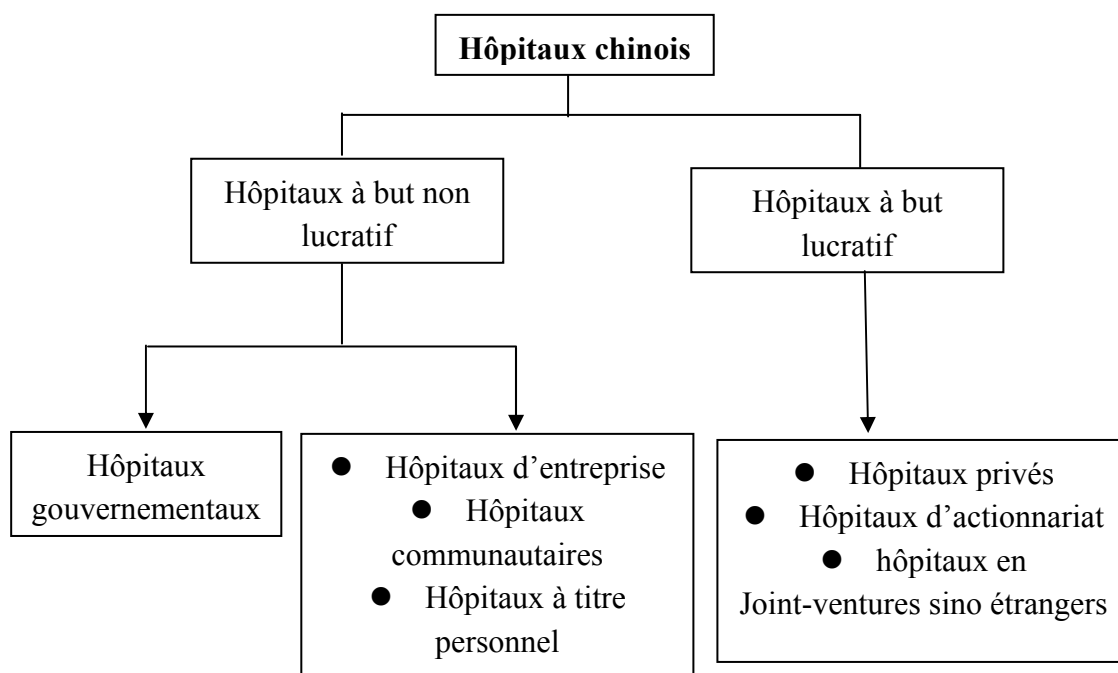 Hôpitaux chinois
Hôpitaux à but non
lucratif
Hôpitaux à but
lucratif
Hôpitaux
gouvernementaux
● Hôpitaux d’entreprise
● Hôpitaux
communautaires
● Hôpitaux à titre
personnel
● Hôpitaux privés
● Hôpitaux d’actionnariat
● hôpitaux en
Joint-ventures sino étrangers